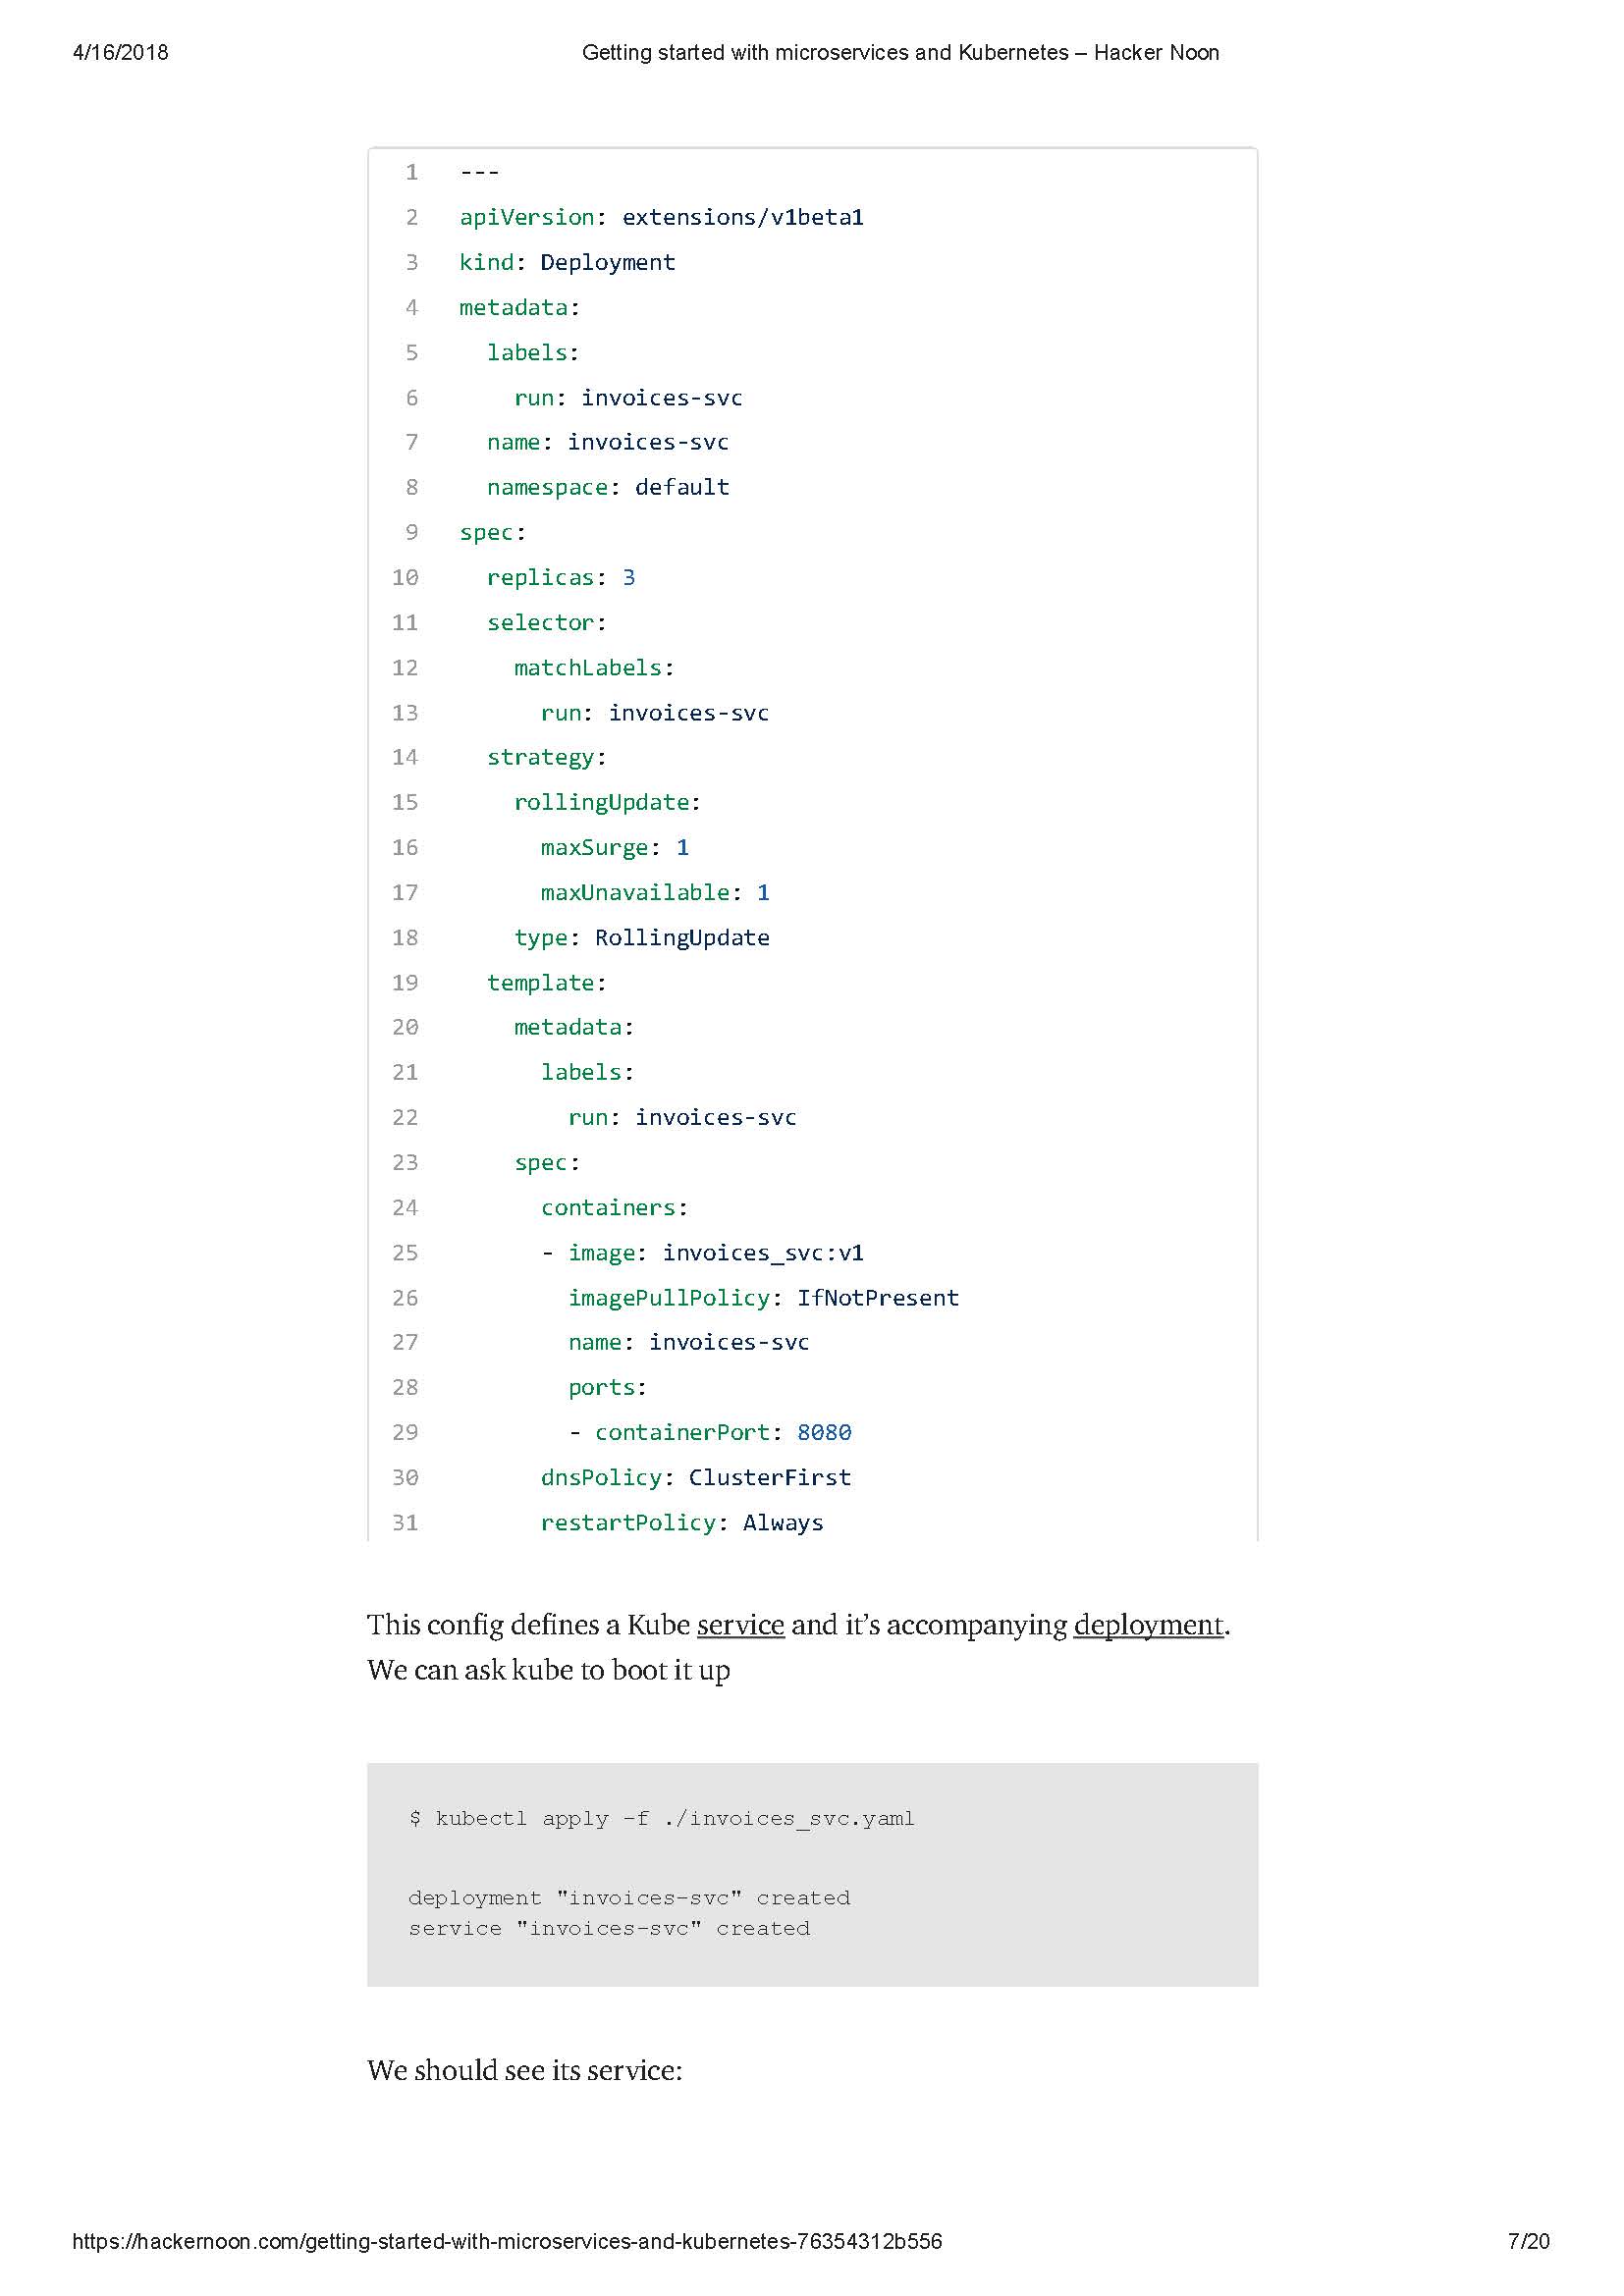 4/16/2018 Getting started with microservices and Kubernetes – Hacker Noon
1 ---
2 apiVersion: extensions/v1beta1
3 kind: Deployment
4 metadata:
5   labels:
6     run: invoices-svc
7   name: invoices-svc
8   namespace: default
9 spec:
10   replicas: 3
11   selector:
12     matchLabels:
13       run: invoices-svc
14   strategy:
15     rollingUpdate:
16       maxSurge: 1
17       maxUnavailable: 1
18     type: RollingUpdate
19   template:
20     metadata:
21       labels:
22         run: invoices-svc
23     spec:
24       containers:
25       - image: invoices_svc:v1
26         imagePullPolicy: IfNotPresent
27         name: invoices-svc
28         ports:
29         - containerPort: 8080
30       dnsPolicy: ClusterFirst
31       restartPolicy: Always
This config defines a Kube service and it’s accompanying deployment.
We can ask kube to boot it up
$ kubectl apply -f ./invoices_svc.yaml
deployment "invoices-svc" created
service "invoices-svc" created
We should see its service:
https://hackernoon.com/getting-started-with-microservices-and-kubernetes-76354312b556 7/20